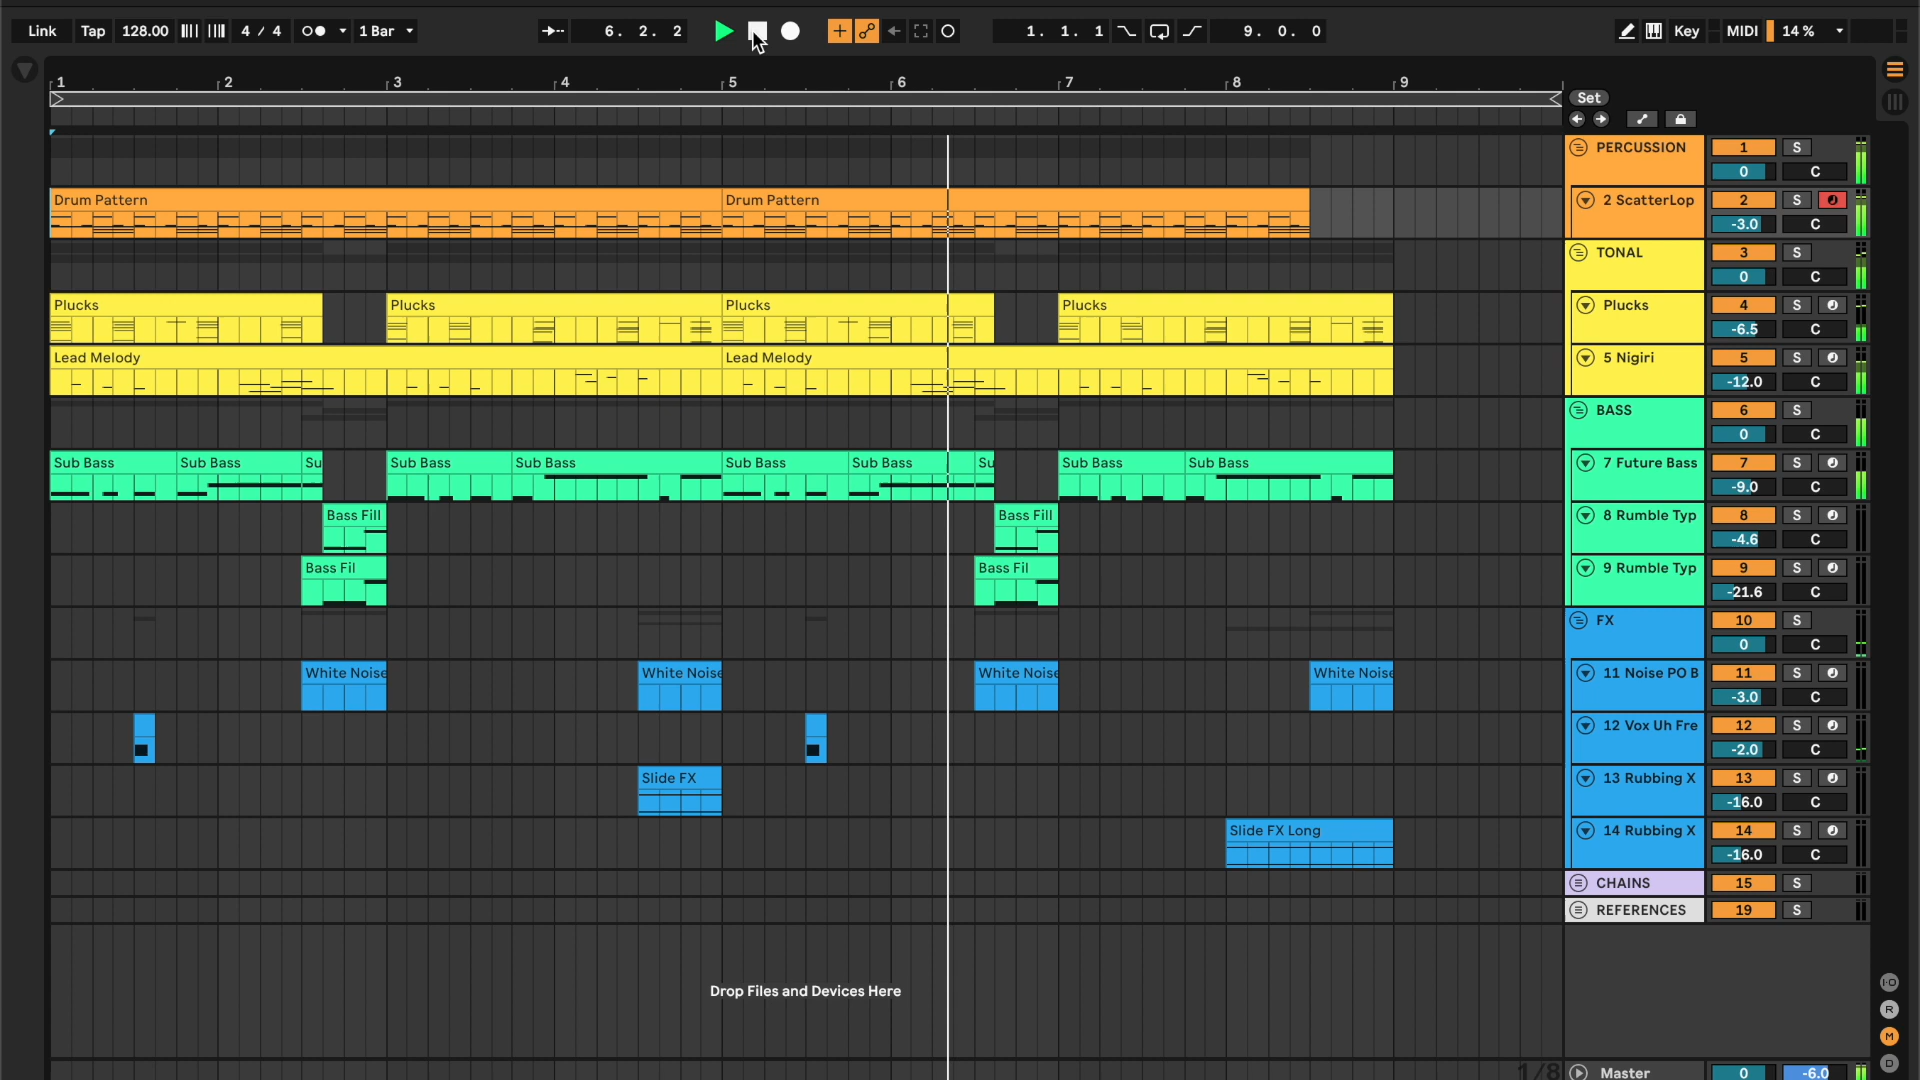 Link Tap 128.00 4 / 4 1 Bar 6. 2. 2 1. 1. 1 9. 0. 0 Key MIDI 14 %
1 2 3 4 5 6 7 8 9
Set
PERCUSSION 1 S
0 C
Drum Pattern Drum Pattern 2 ScatterLop 2 S
-3.0 C
TONAL 3 S
0 C
Plucks Plucks Plucks Plucks Plucks 4 S
-6.5 C
Lead Melody Lead Melody 5 Nigiri 5 S
-12.0 C
BASS 6 S
0 C
Sub Bass Sub Bass Su Sub Bass Sub Bass Sub Bass Sub Bass Su Sub Bass Sub Bass 7 Future Bass 7 S
-9.0 C
Bass Fill Bass Fill 8 Rumble Typ 8 S
-4.6 C
Bass Fil Bass Fil 9 Rumble Typ 9 S
-21.6 C
FX 10 S
0 C
White Noise White Noise White Noise White Noise 11 Noise PO B 11 S
-3.0 C
12 Vox Uh Fre 12 S
-2.0 C
Slide FX 13 Rubbing X 13 S
-16.0 C
Slide FX Long 14 Rubbing X 14 S
-16.0 C
CHAINS 15 S
REFERENCES 19 S
Drop Files and Devices Here
I·O
R
M
D
1/8 Master 0 -6.0